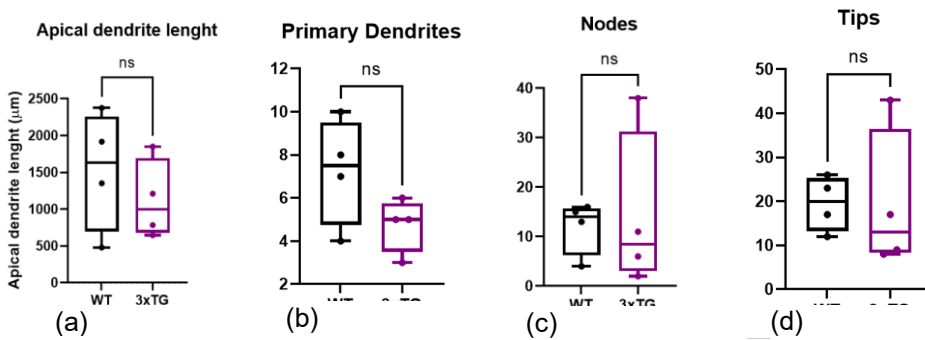 Apical dendrite lenght
ns
Apical dendrite lenght (μm)
2500
2000
1500
1000
500
0
WT 3xTG
(a)
Primary Dendrites
ns
12
10
8
6
4
2
WT
(b)
Nodes
ns
40
30
20
10
0
WT 3xTG
(c)
Tips
ns
50
40
30
20
10
0
WT
(d)